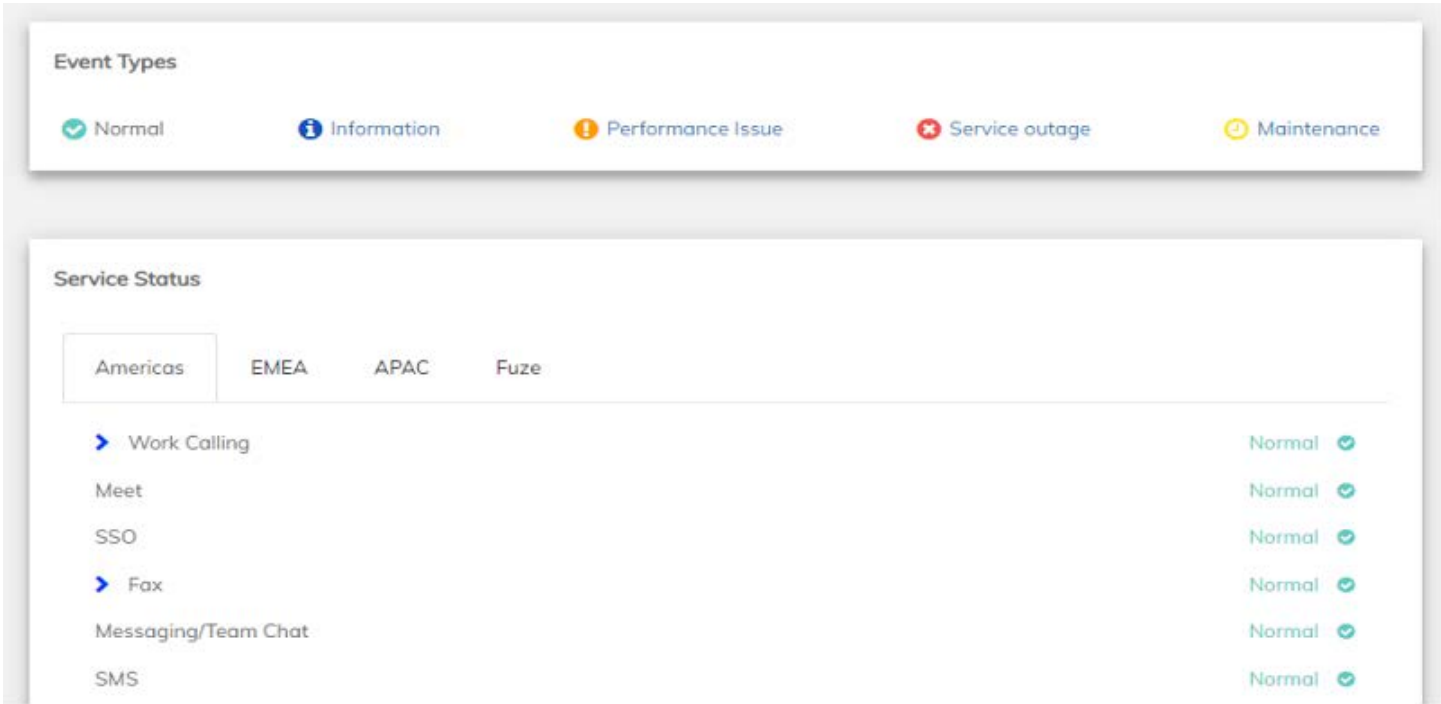 Event Types
Normal Information Performance Issue Service outage Maintenance
Service Status
Americas EMEA APAC Fuze
Work Calling Normal
Meet Normal
SSO Normal
Fax Normal
Messaging/Team Chat Normal
SMS Normal